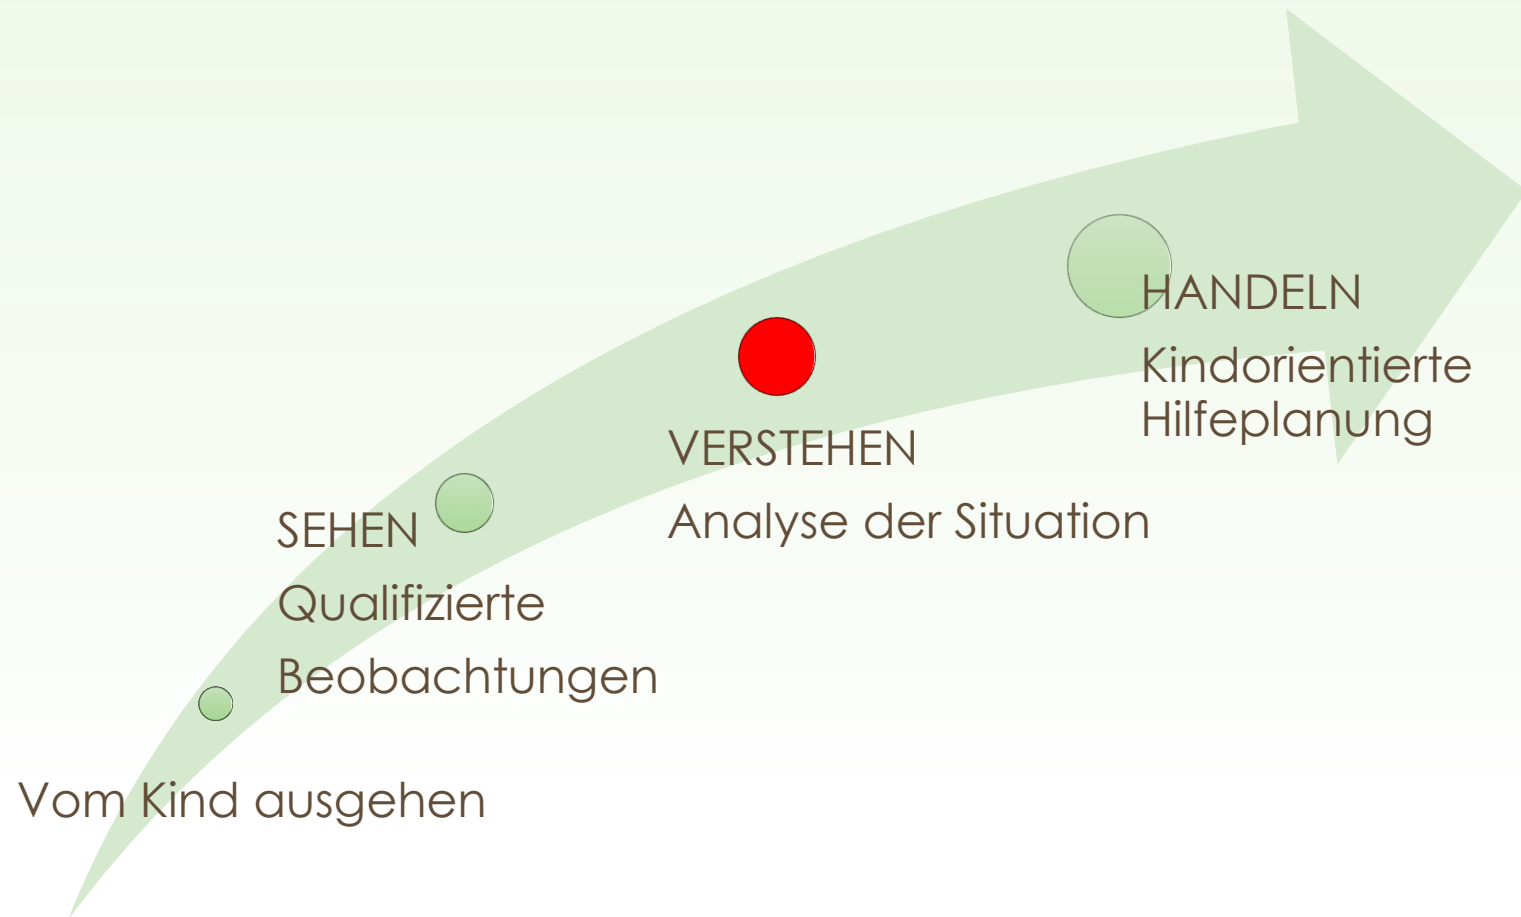 Vom Kind ausgehen
SEHEN
Qualifizierte
Beobachtungen
VERSTEHEN
Analyse der Situation
HANDELN
Kindorientierte
Hilfeplanung